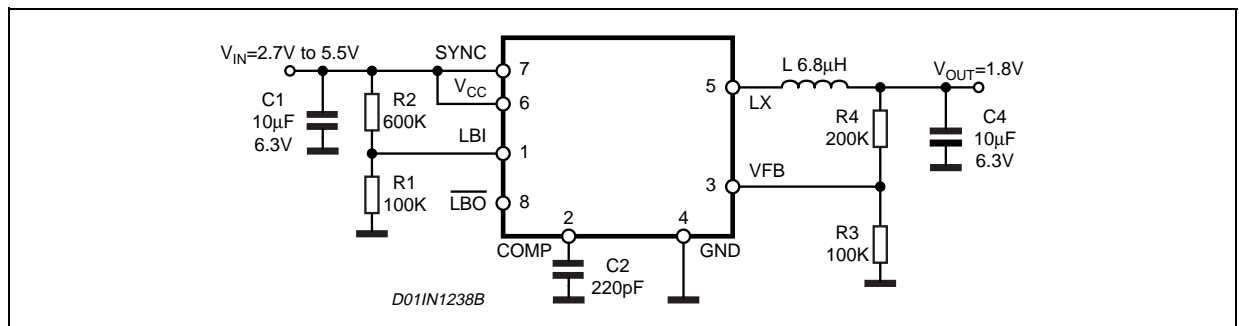 V_IN=2.7V to 5.5V
SYNC
7
V_CC
6
C1
10μF
6.3V
R2
600K
LBI
1
R1
100K
LBO
8
COMP
2
C2
220pF
4
GND
5
LX
L 6.8μH
V_OUT=1.8V
R4
200K
C4
10μF
6.3V
VFB
3
R3
100K
D01IN1238B